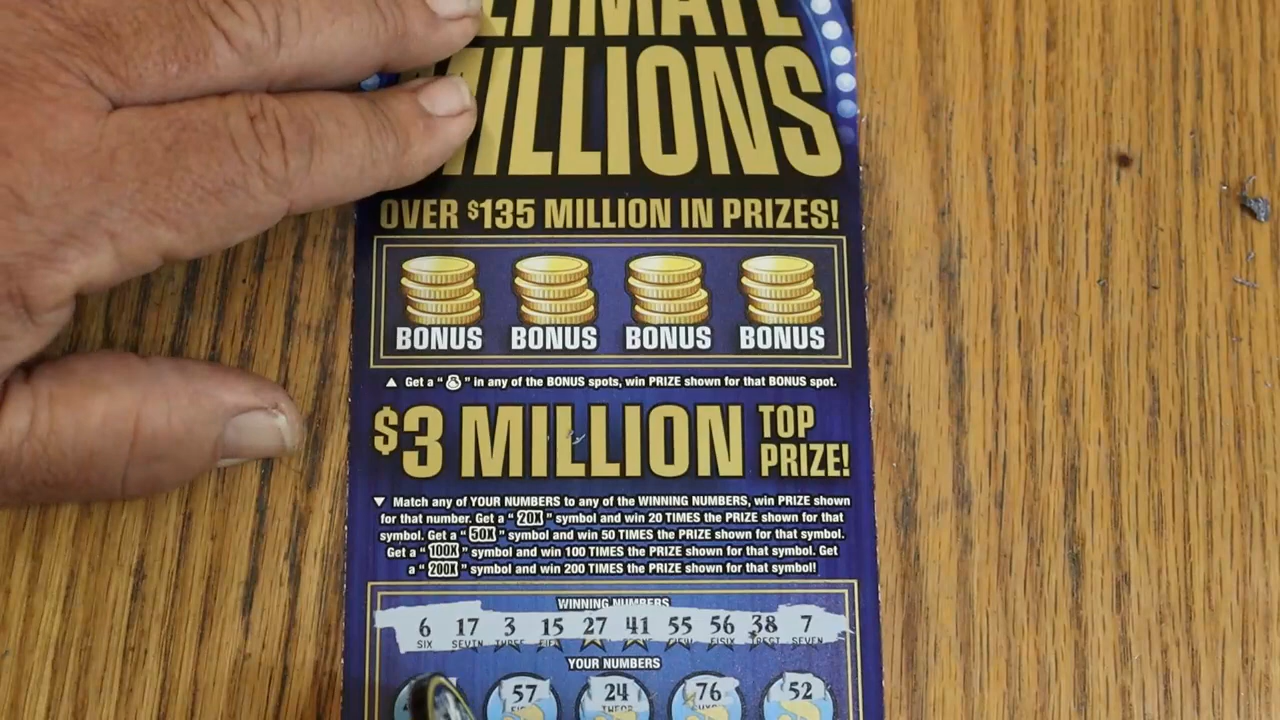 ULTIMATE
MILLIONS
OVER $135 MILLION IN PRIZES!
BONUS BONUS BONUS BONUS
▲ Get a " " in any of the BONUS spots, win PRIZE shown for that BONUS spot.
$3 MILLION TOP PRIZE!
▼ Match any of YOUR NUMBERS to any of the WINNING NUMBERS, win PRIZE shown
for that number. Get a "20X" symbol and win 20 TIMES the PRIZE shown for that
symbol. Get a "50X" symbol and win 50 TIMES the PRIZE shown for that symbol.
Get a "100X" symbol and win 100 TIMES the PRIZE shown for that symbol. Get
a "200X" symbol and win 200 TIMES the PRIZE shown for that symbol!
WINNING NUMBERS
6 17 3 15 27 41 55 56 38 7
SIX SEVTN THREE SEVEN
YOUR NUMBERS
57 24 76 52